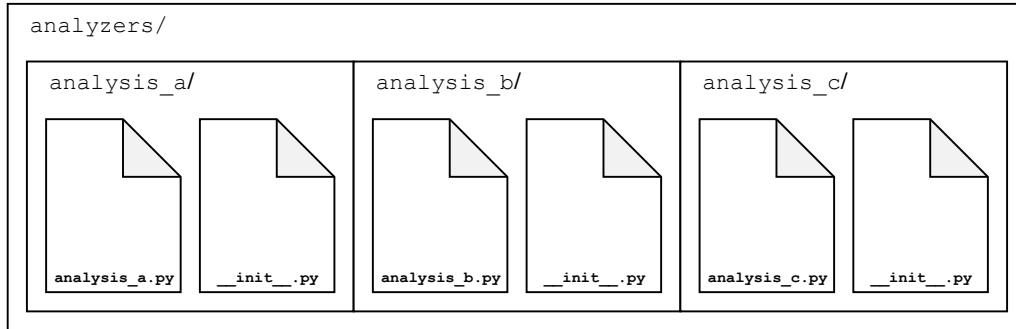 analyzers/
analysis_a/
analysis_b/
analysis_c/
analysis_a.py
__init__.py
analysis_b.py
__init__.py
analysis_c.py
__init__.py